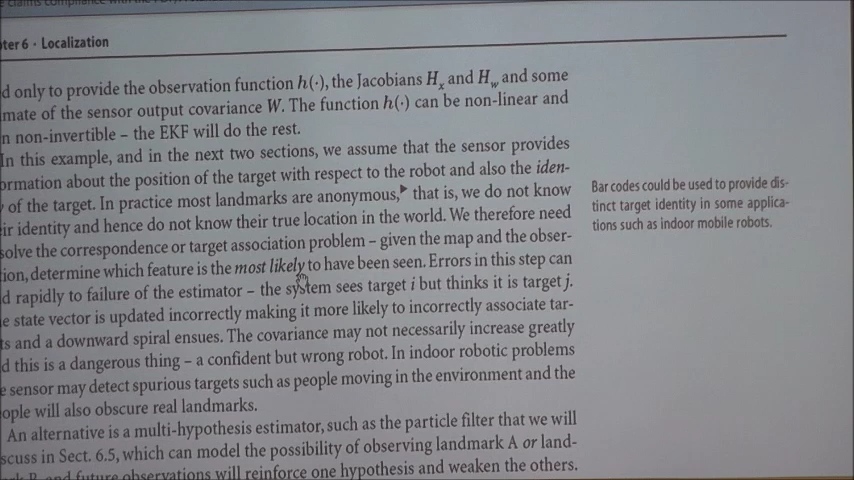 claims compliance with the
ter 6 · Localization
d only to provide the observation function h(·), the Jacobians Hx and Hw and some
mate of the sensor output covariance W. The function h(·) can be non-linear and
n non-invertible – the EKF will do the rest.
In this example, and in the next two sections, we assume that the sensor provides
ormation about the position of the target with respect to the robot and also the iden-
of the target. In practice most landmarks are anonymous,▶ that is, we do not know
eir identity and hence do not know their true location in the world. We therefore need
solve the correspondence or target association problem – given the map and the obser-
ion, determine which feature is the most likely to have been seen. Errors in this step can
d rapidly to failure of the estimator – the system sees target i but thinks it is target j.
e state vector is updated incorrectly making it more likely to incorrectly associate tar-
ts and a downward spiral ensues. The covariance may not necessarily increase greatly
d this is a dangerous thing – a confident but wrong robot. In indoor robotic problems
e sensor may detect spurious targets such as people moving in the environment and the
ople will also obscure real landmarks.
An alternative is a multi-hypothesis estimator, such as the particle filter that we will
scuss in Sect. 6.5, which can model the possibility of observing landmark A or land-
B, and future observations will reinforce one hypothesis and weaken the others.
Bar codes could be used to provide dis-
tinct target identity in some applica-
tions such as indoor mobile robots.